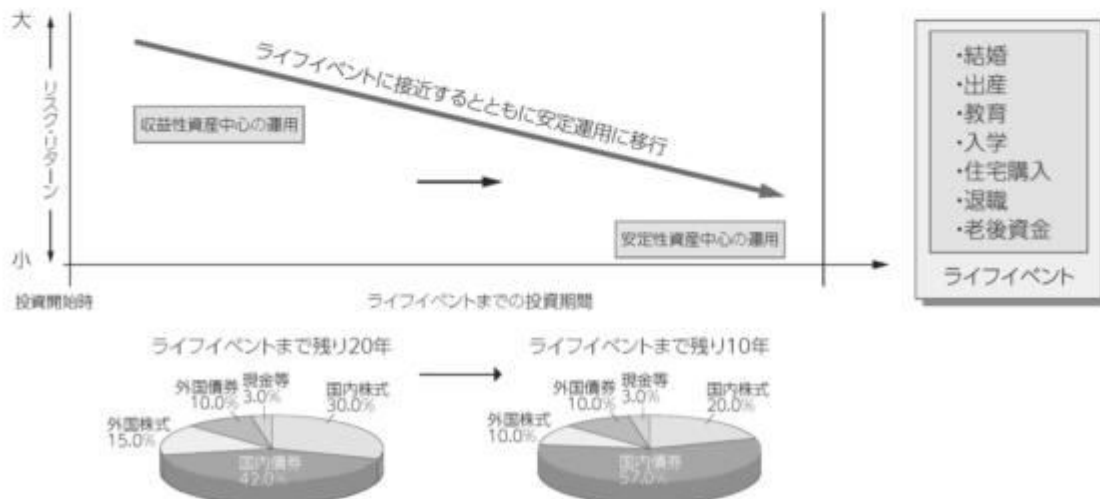 大
リスク・リターン
小
ライフイベントに接近するとともに安定運用に移行
収益性資産中心の運用
安定性資産中心の運用
投資開始時
ライフイベントまでの投資期間
・結婚
・出産
・教育
・入学
・住宅購入
・退職
・老後資金
ライフイベント
ライフイベントまで残り20年
外国債券
10.0%
現金等
3.0%
国内株式
30.0%
外国株式
15.0%
国内債券
42.0%
ライフイベントまで残り10年
外国債券
10.0%
現金等
3.0%
国内株式
20.0%
外国株式
10.0%
国内債券
57.0%